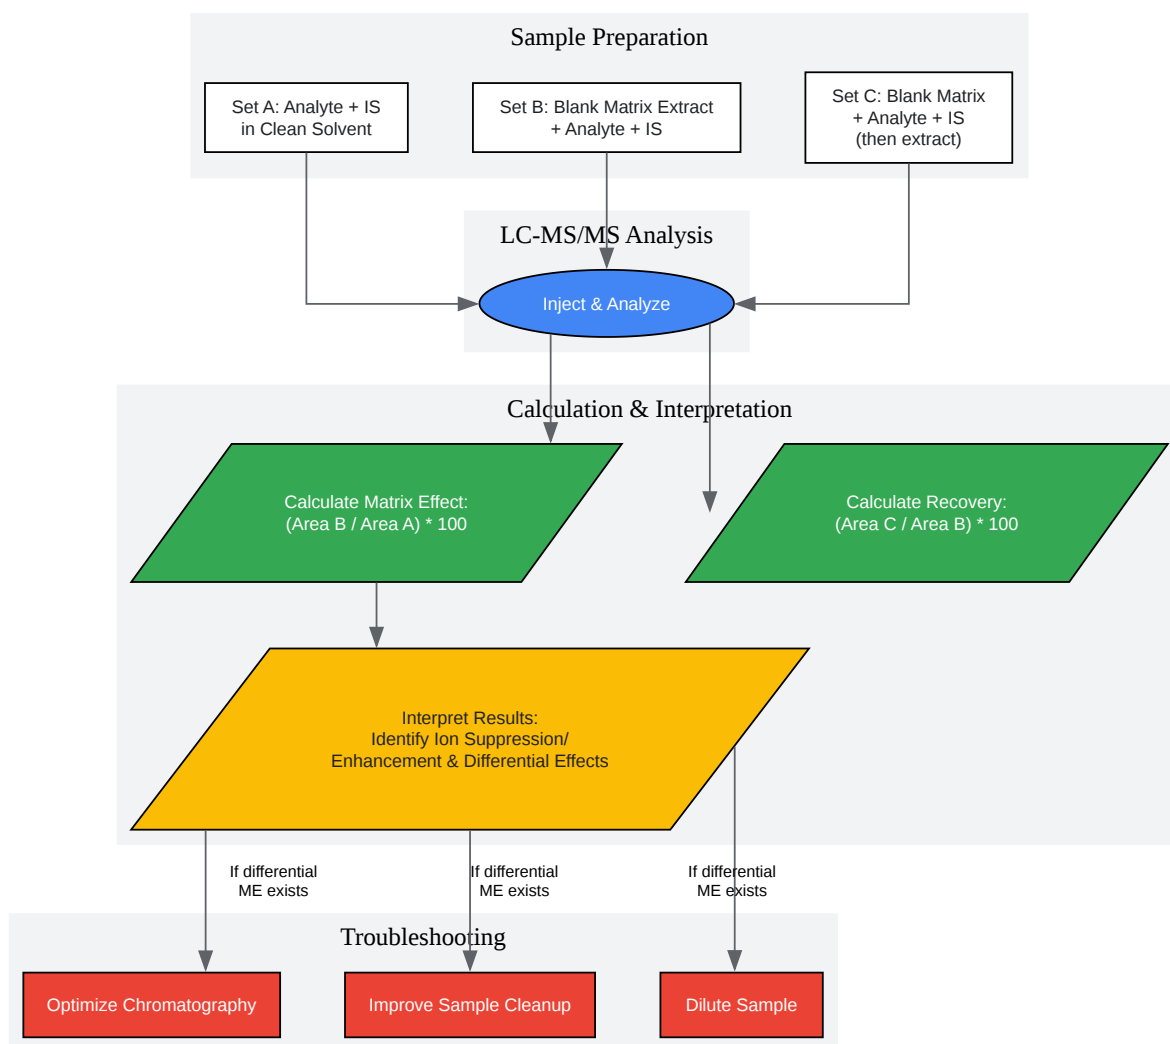 Sample Preparation
Set A: Analyte + IS
in Clean Solvent
Set B: Blank Matrix Extract
+ Analyte + IS
Set C: Blank Matrix
+ Analyte + IS
(then extract)
LC-MS/MS Analysis
Inject & Analyze
Calculation & Interpretation
Calculate Matrix Effect:
(Area B / Area A) * 100
Calculate Recovery:
(Area C / Area B) * 100
Interpret Results:
Identify Ion Suppression/
Enhancement & Differential Effects
If differential
ME exists
If differential
ME exists
If differential
ME exists
Troubleshooting
Optimize Chromatography
Improve Sample Cleanup
Dilute Sample